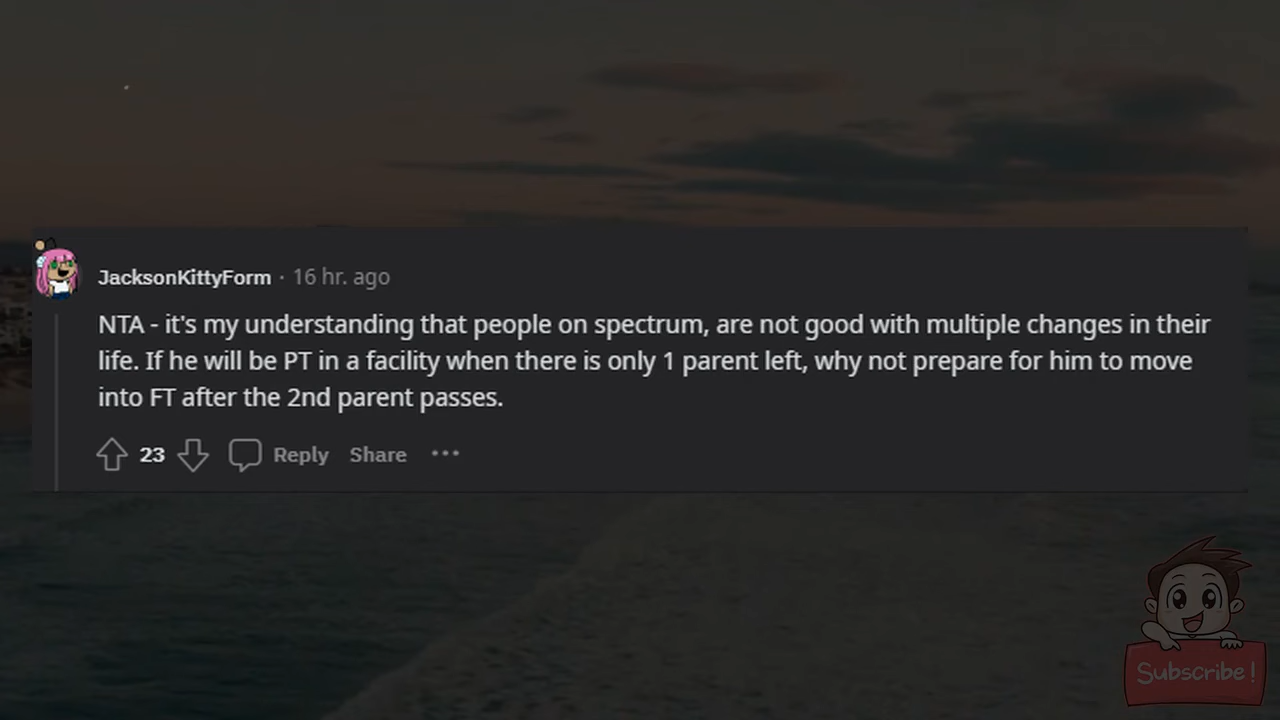 JacksonKittyForm · 16 hr. ago
NTA - it's my understanding that people on spectrum, are not good with multiple changes in their
life. If he will be PT in a facility when there is only 1 parent left, why not prepare for him to move
into FT after the 2nd parent passes.
23 Reply Share ···
Subscribe!